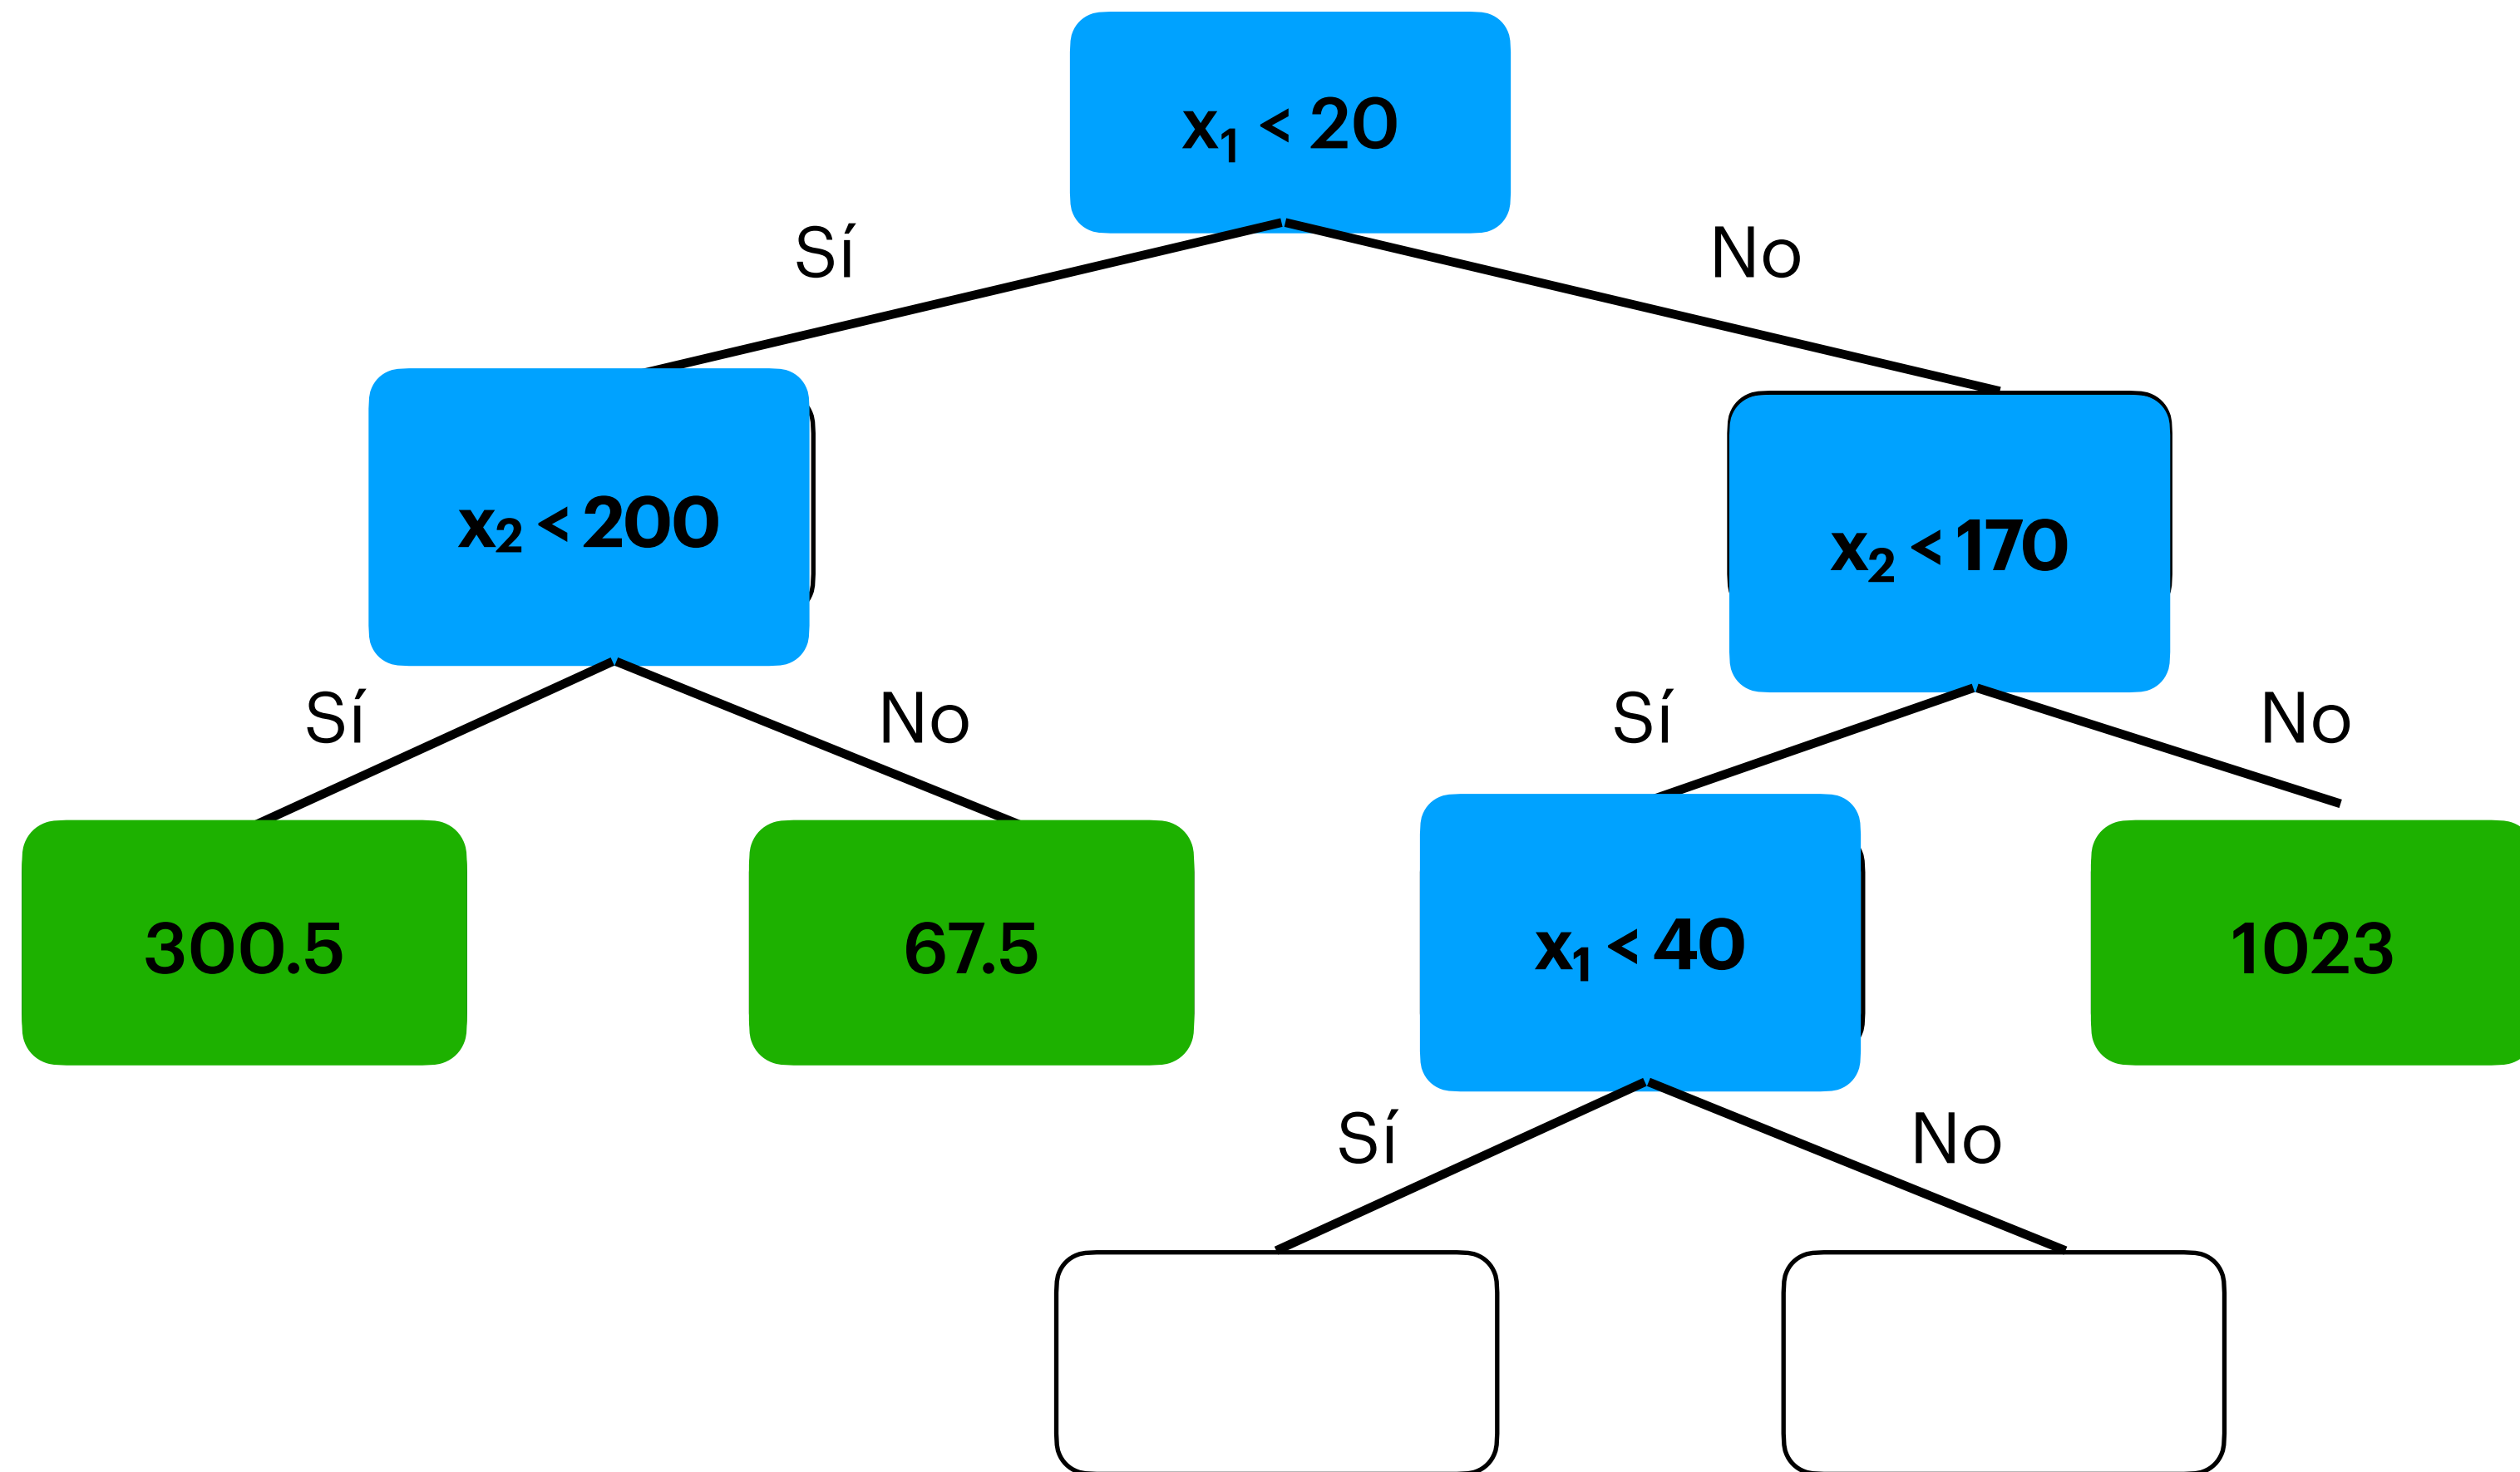 x₁ < 20
Sí
No
x₂ < 200
x₂ < 170
Sí
No
Sí
No
300.5
67.5
x₁ < 40
1023
Sí
No